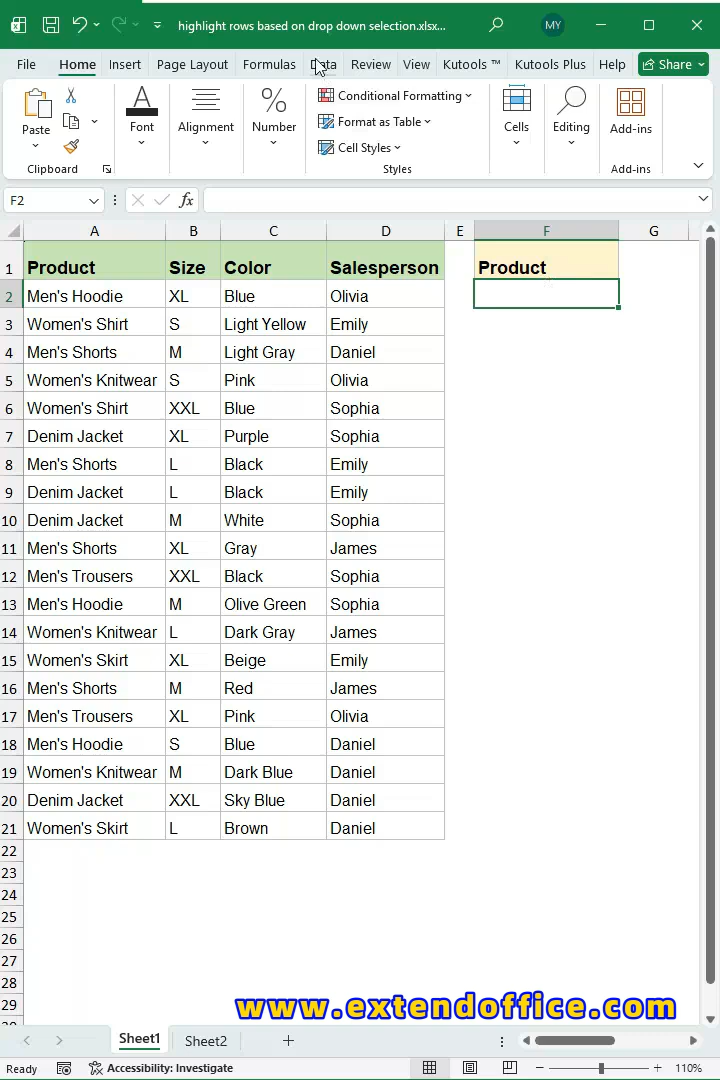 highlight rows based on drop down selection.xlsx... MY
File Home Insert Page Layout Formulas Data Review View Kutools ™ Kutools Plus Help Share
Paste Font Alignment Number Conditional Formatting Format as Table Cell Styles Cells Editing Add-ins
Clipboard Styles Add-ins
F2 fx
A B C D E F G
1 Product Size Color Salesperson Product
2 Men's Hoodie XL Blue Olivia
3 Women's Shirt S Light Yellow Emily
4 Men's Shorts M Light Gray Daniel
5 Women's Knitwear S Pink Olivia
6 Women's Shirt XXL Blue Sophia
7 Denim Jacket XL Purple Sophia
8 Men's Shorts L Black Emily
9 Denim Jacket L Black Emily
10 Denim Jacket M White Sophia
11 Men's Shorts XL Gray James
12 Men's Trousers XXL Black Sophia
13 Men's Hoodie M Olive Green Sophia
14 Women's Knitwear L Dark Gray James
15 Women's Skirt XL Beige Emily
16 Men's Shorts M Red James
17 Men's Trousers XL Pink Olivia
18 Men's Hoodie S Blue Daniel
19 Women's Knitwear M Dark Blue Daniel
20 Denim Jacket XXL Sky Blue Daniel
21 Women's Skirt L Brown Daniel
22
23
24
25
26
27
28
29
www.extendoffice.com
Sheet1 Sheet2
Ready Accessibility: Investigate 110%